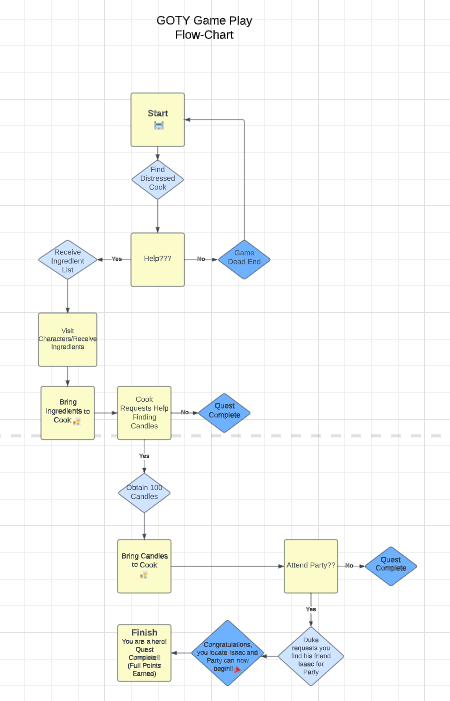 GOTY Game Play
Flow-Chart
Start
Find
Distressed
Cook
Receive
Ingredient
List
Yes
Help???
No
Game
Dead End
Visit
Characters/Receive
Ingredients
Bring
Ingredients to
Cook
Cook
Requests Help
Finding
Candles
No
Quest
Complete
Yes
Obtain 100
Candles
Bring Candles
to Cook
Attend Party??
No
Quest
Complete
Yes
Finish
You are a hero!
Quest
Complete!!
(Full Points
Earned)
Congratulations,
you locate Isaac and
Party can now
begin!!
Duke
requests you
find his friend
Isaac for
Party